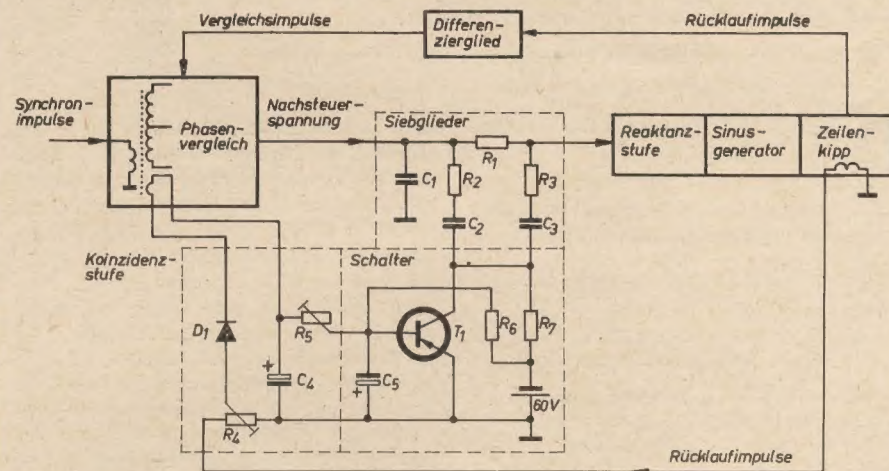 Vergleichsimpulse
Differen-
zierglied
Rücklaufimpulse
Synchron-
impulse
Phasen-
vergleich
Nachsteuer-
spannung
Siebglieder
Reaktanz-
stufe
Sinus-
generator
Zeilen-
kipp
R1
C1
R2
R3
C2
C3
Koinzidenz-
stufe
Schalter
D1
R5
T1
R6
R7
+
C4
C5
+
60V
R4
Rücklaufimpulse